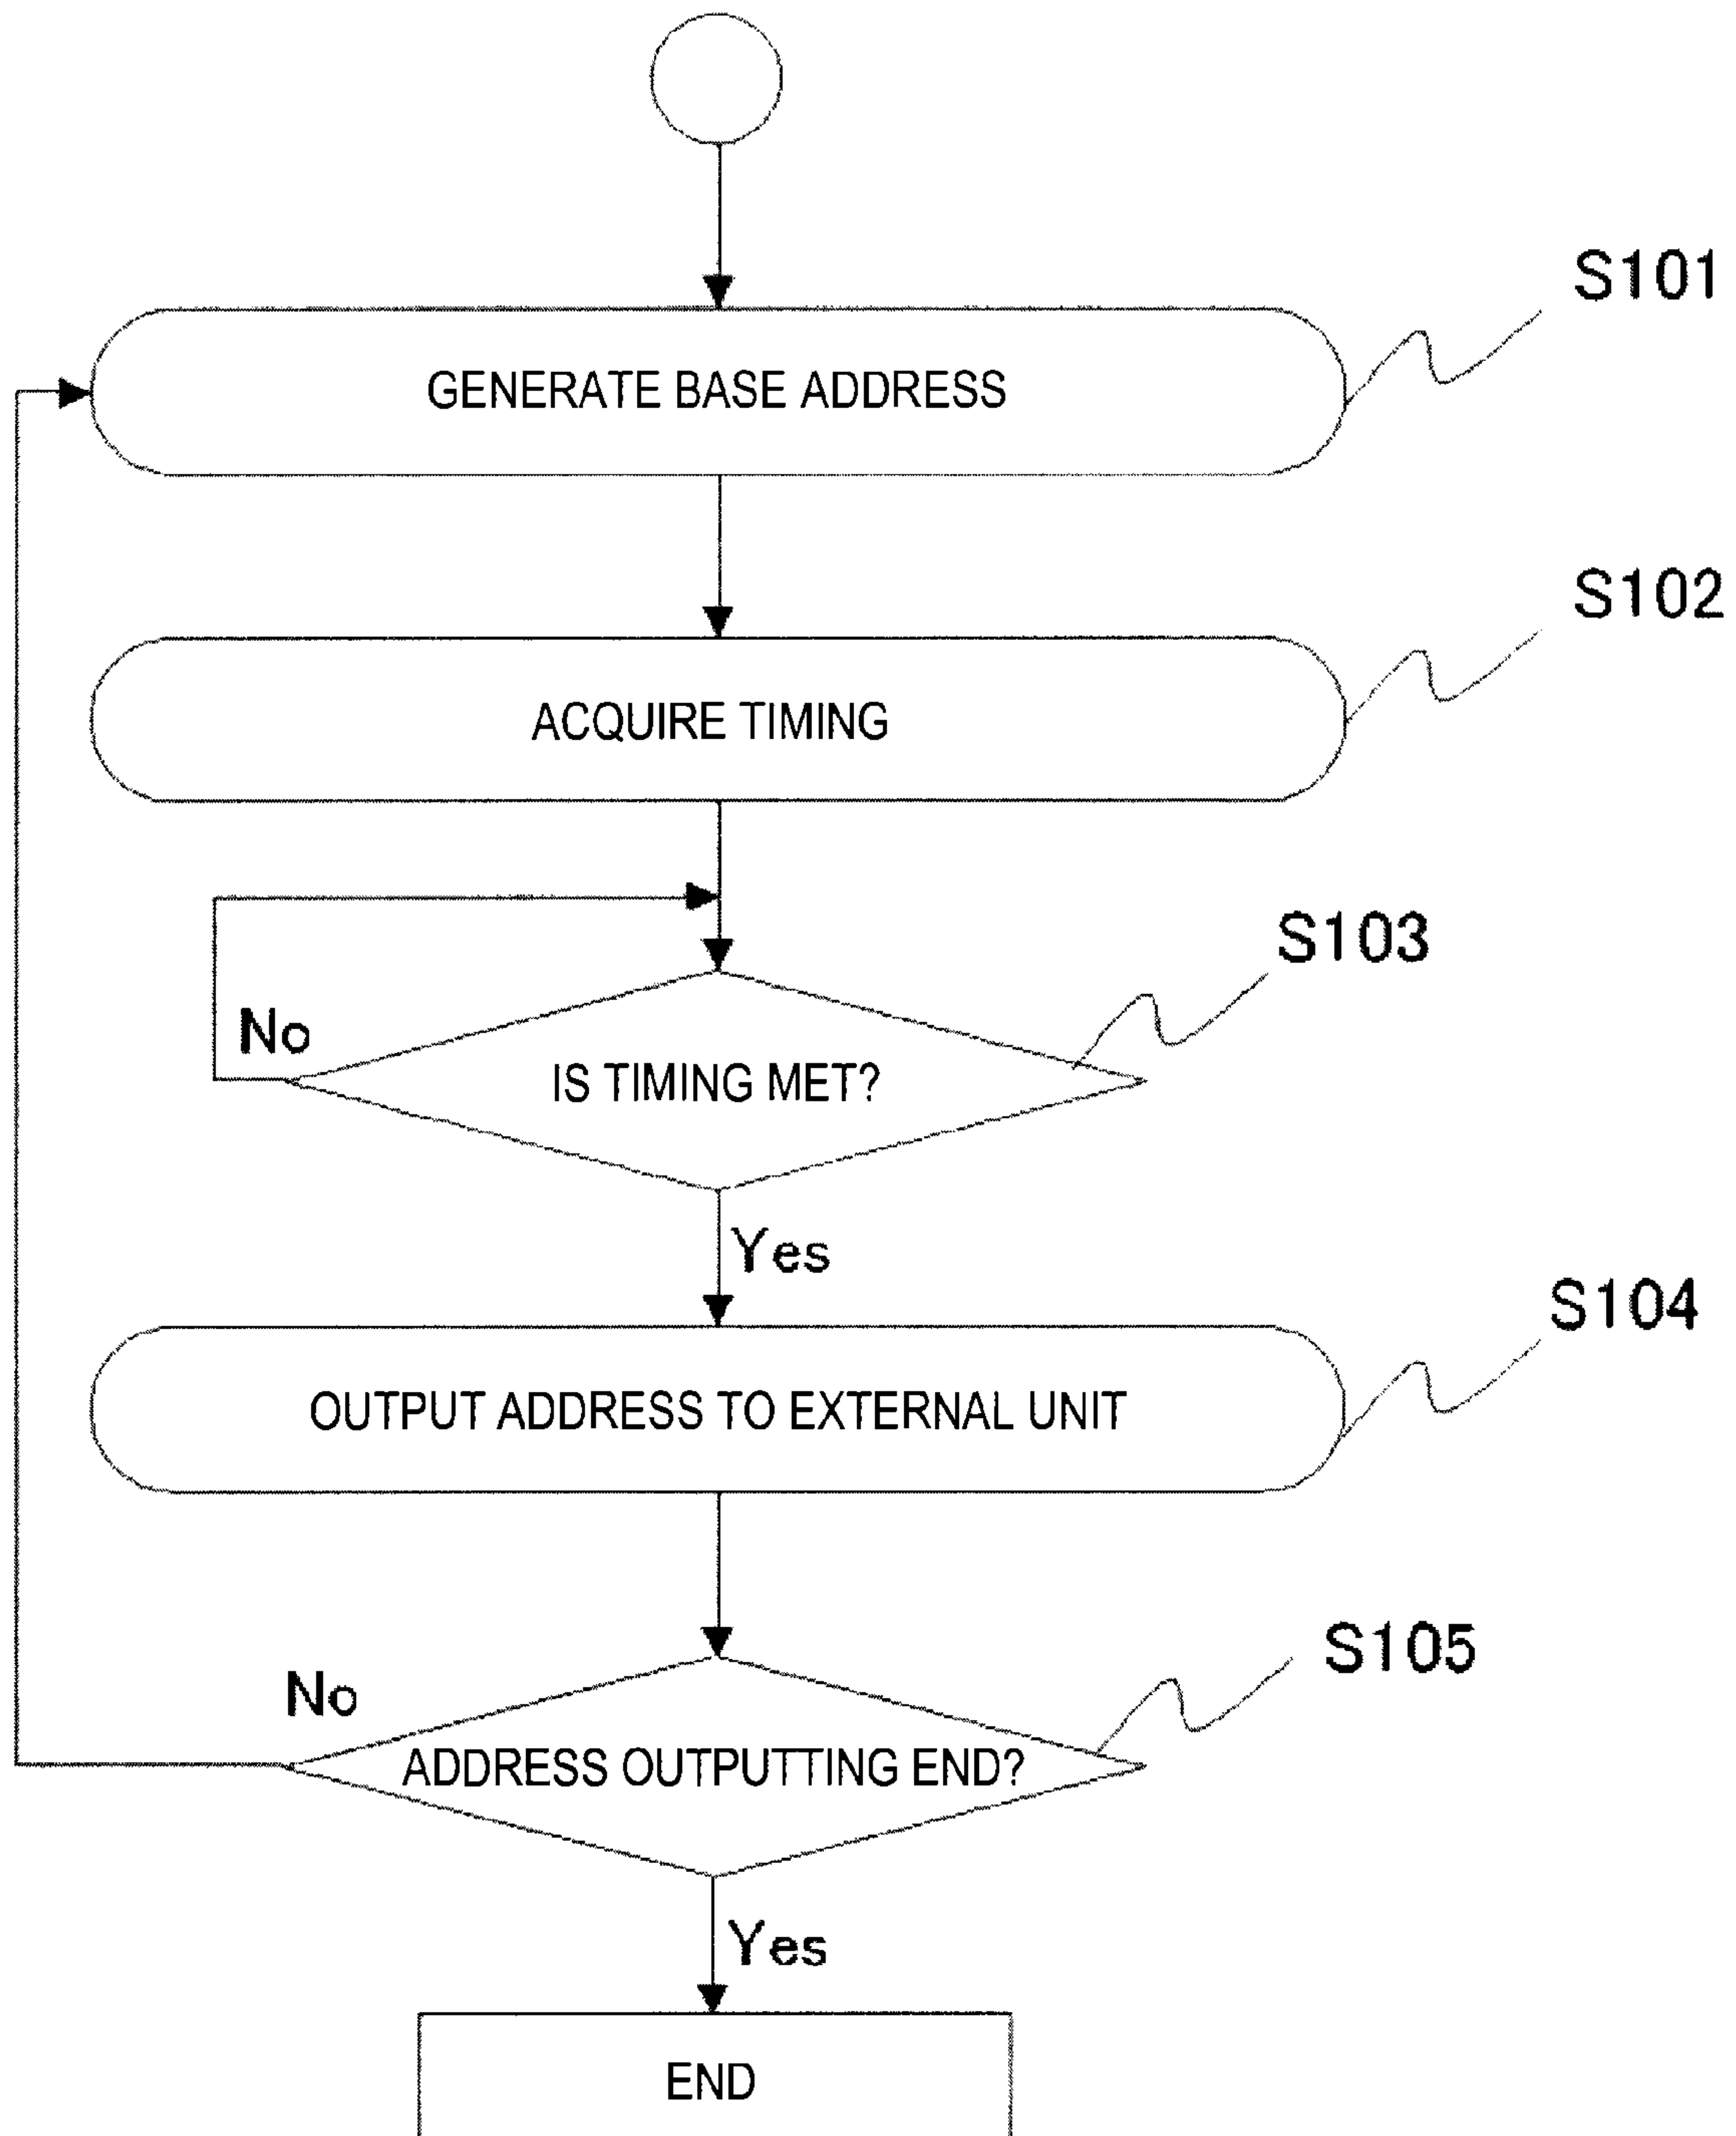 S101
GENERATE BASE ADDRESS
S102
ACQUIRE TIMING
S103
No
IS TIMING MET?
Yes
S104
OUTPUT ADDRESS TO EXTERNAL UNIT
S105
No
ADDRESS OUTPUTTING END?
Yes
END